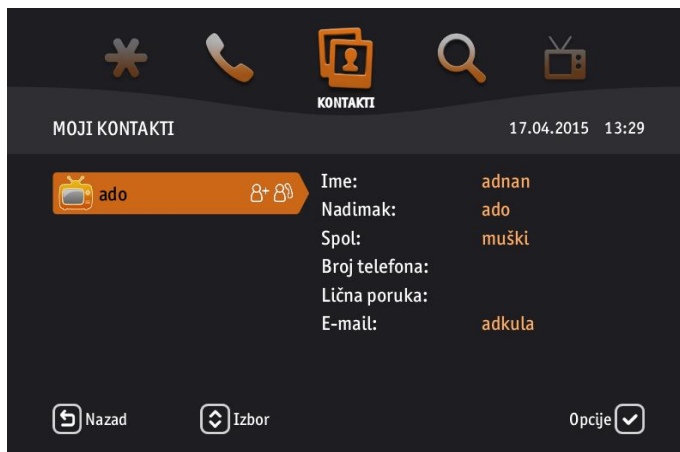 KONTAKTI
MOJI KONTAKTI 17.04.2015 13:29
ado
Ime: adnan
Nadimak: ado
Spol: muški
Broj telefona:
Lična poruka:
E-mail: adkula
Nazad Izbor Opcije